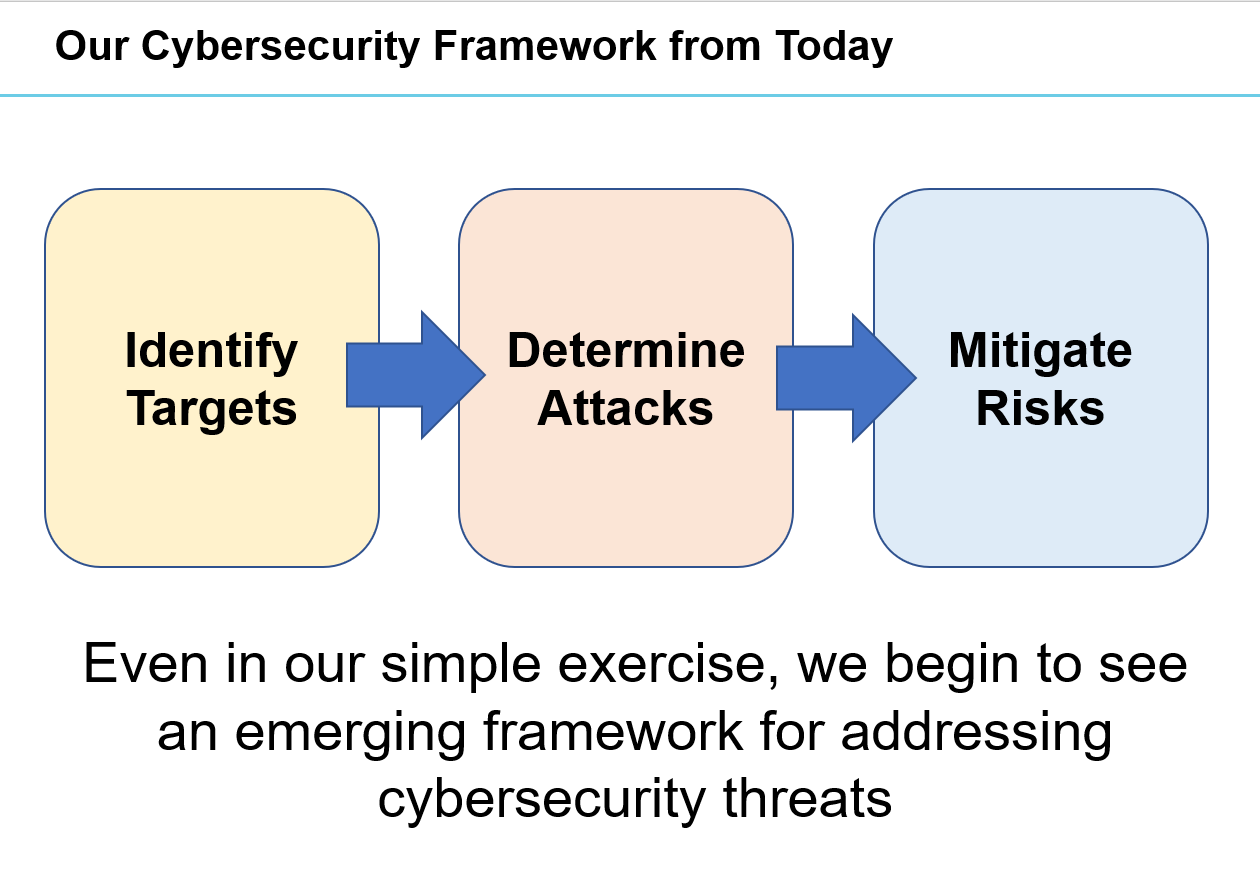 Our Cybersecurity Framework from Today
Identify
Targets
Determine
Attacks
Mitigate
Risks
Even in our simple exercise, we begin to see
an emerging framework for addressing
cybersecurity threats